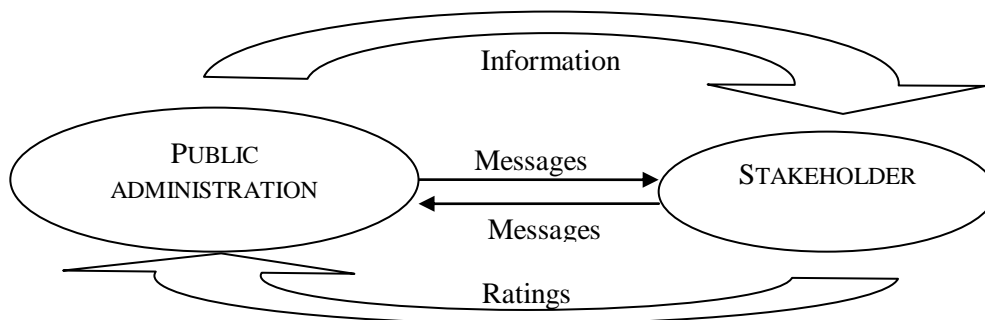 Information
PUBLIC
ADMINISTRATION
Messages
STAKEHOLDER
Messages
Ratings